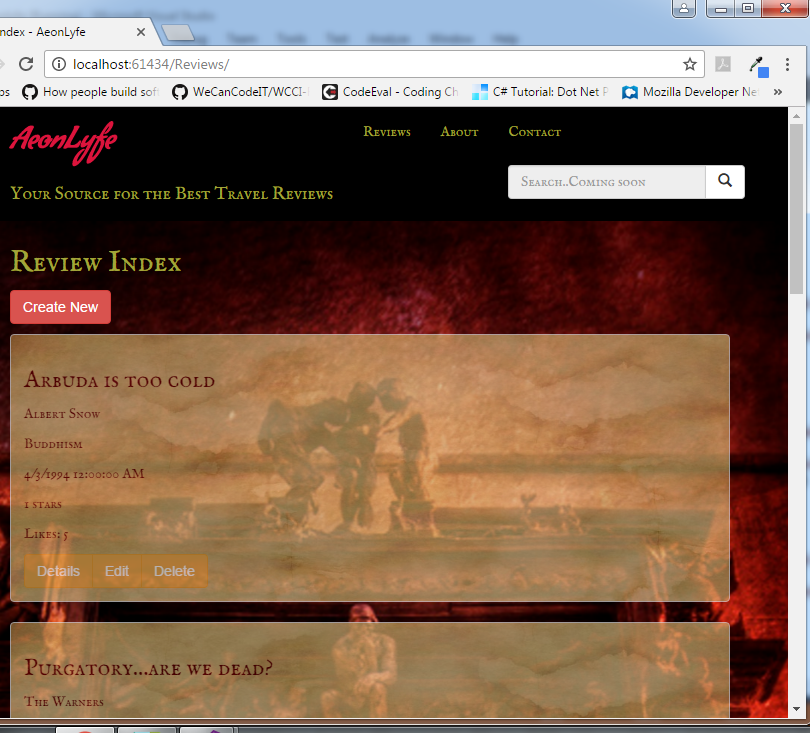 ndex - AeonLyfe
localhost:61434/Reviews/
ps
How people build sof
WeCanCodeIT/WCCI-
CodeEval - Coding Ch
C# Tutorial: Dot Net P
Mozilla Developer Ne
»
AeonLyfe
Reviews
About
Contact
Your Source for the Best Travel Reviews
Search..Coming soon
Review Index
Create New
Arbuda is too cold
Albert Snow
Buddhism
4/3/1994 12:00:00 AM
1 stars
Likes: 5
Details
Edit
Delete
Purgatory...are we dead?
The Warners